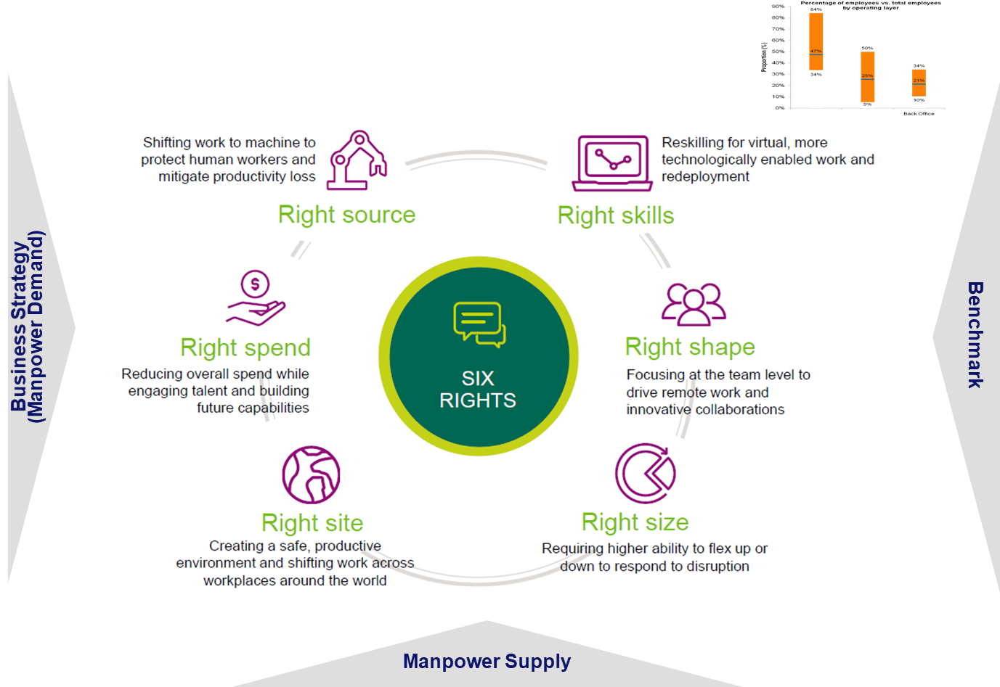 Percentage of employees vs. total employees
by operating layer
Proportion (%)
90%
80%
70%
60%
50%
40%
30%
20%
10%
0%
84%
47%
34%
50%
25%
5%
34%
21%
10%
Back Office
Shifting work to machine to
protect human workers and
mitigate productivity loss
Right source
Reskilling for virtual, more
technologically enabled work and
redeployment
Right skills
Business Strategy
(Manpower Demand)
Benchmark
$
Right spend
Reducing overall spend while
engaging talent and building
future capabilities
SIX
RIGHTS
Right shape
Focusing at the team level to
drive remote work and
innovative collaborations
Right site
Creating a safe, productive
environment and shifting work across
workplaces around the world
Right size
Requiring higher ability to flex up or
down to respond to disruption
Manpower Supply